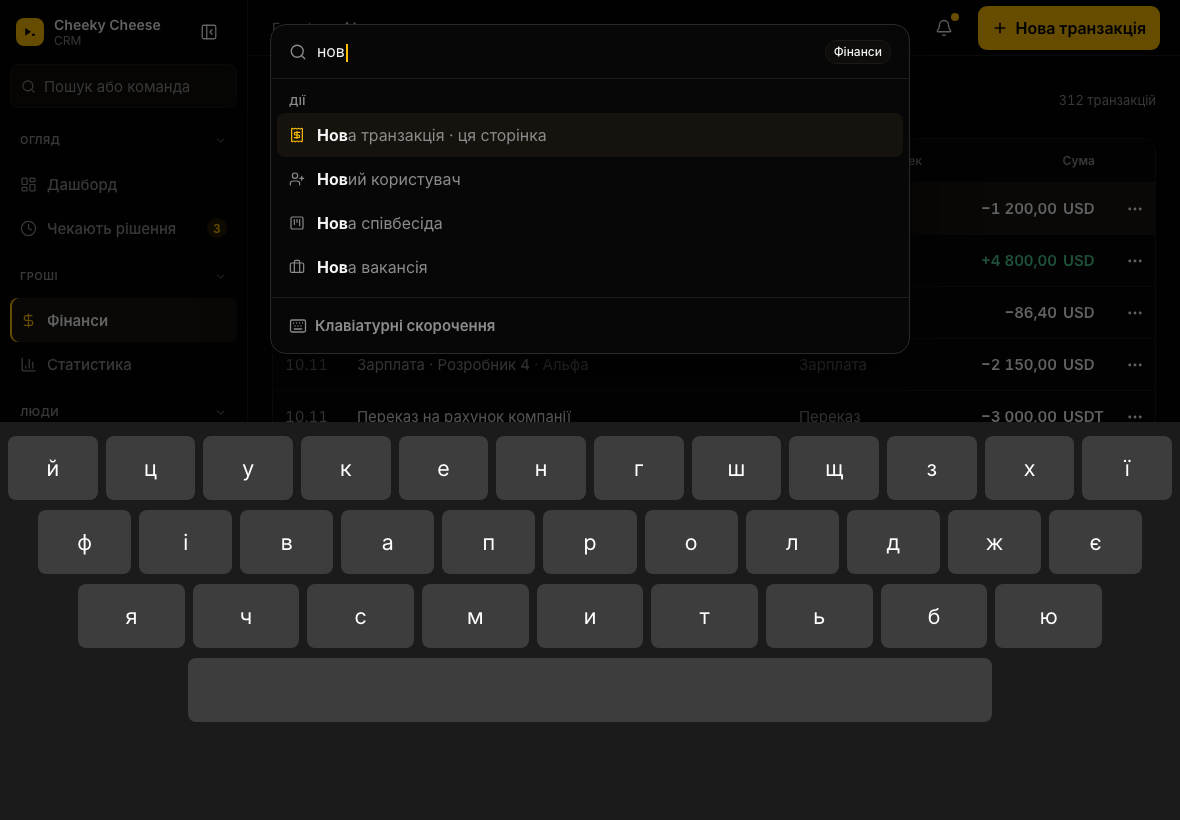 Cheeky Cheese
CRM
Нова транзакція
нов
Фінанси
Пошук або команда
дії
312 транзакцій
огляд
Нова транзакція · ця сторінка
Сума
Дашборд
Новий користувач
−1 200,00 USD
Чекають рішення 3
Нова співбесіда
+4 800,00 USD
гроші
Нова вакансія
Фінанси
Клавіатурні скорочення
−86,40 USD
Статистика
10.11 Зарплата · Розробник 4 · Альфа Зарплата −2 150,00 USD
люди
10.11 Переказ на рахунок компанії Переказ −3 000,00 USDT
й ц у к е н г ш щ з х ї
ф і в а п р о л д ж є
я ч с м и т ь б ю